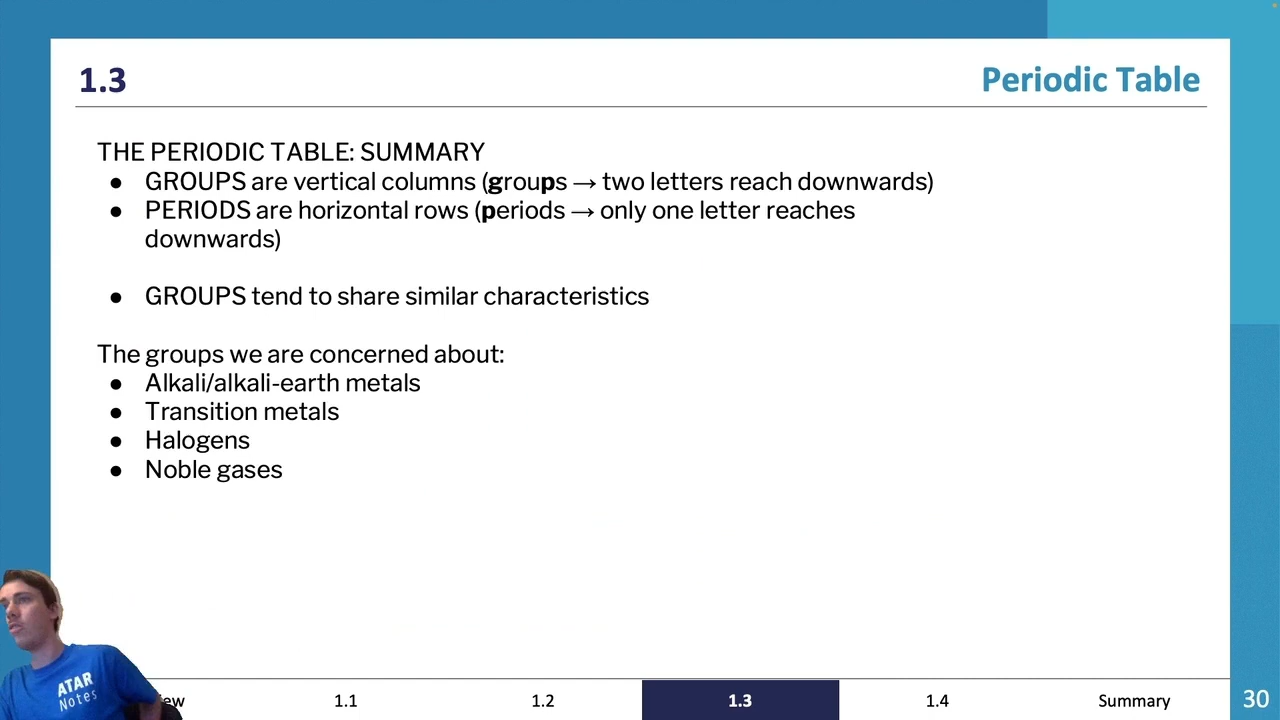 1.3
Periodic Table
THE PERIODIC TABLE: SUMMARY
● GROUPS are vertical columns (groups → two letters reach downwards)
● PERIODS are horizontal rows (periods → only one letter reaches
downwards)
● GROUPS tend to share similar characteristics
The groups we are concerned about:
● Alkali/alkali-earth metals
● Transition metals
● Halogens
● Noble gases
ATAR
Notes
1.1
1.2
1.3
1.4
Summary
30